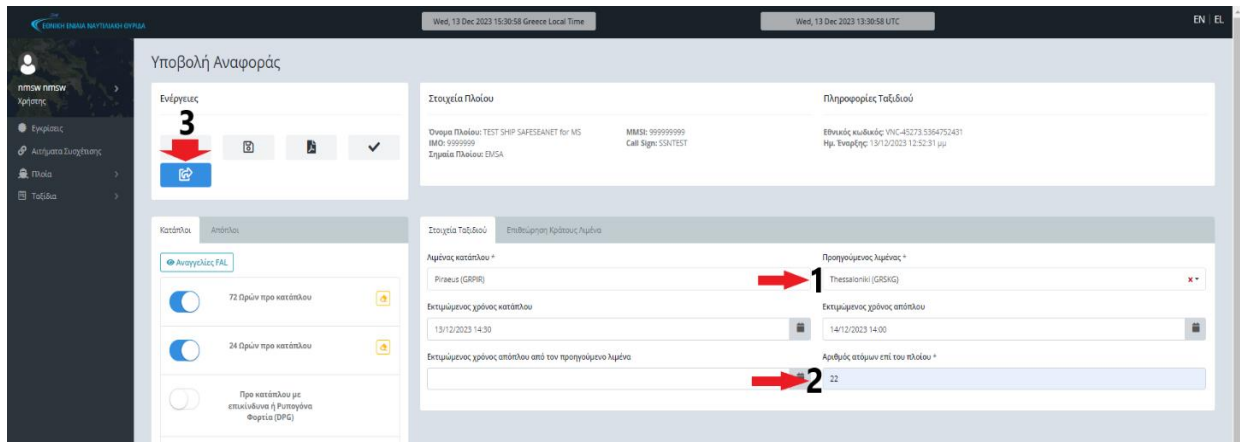 ΕΘΝΙΚΗ ΕΝΙΑΙΑ ΝΑΥΤΙΛΙΑΚΗ ΘΥΡΙΔΑ
Wed, 13 Dec 2023 15:30:58 Greece Local Time
Wed, 13 Dec 2023 13:30:58 UTC
EN | EL
nmsw nmsw
Χρήστης
Εγκρίσεις
Αιτήματα Συσχέτισης
Πλοία
Ταξίδια
Υποβολή Αναφοράς
Ενέργειες
3
Στοιχεία Πλοίου
Όνομα Πλοίου: TEST SHIP SAFESEANET for MS
IMO: 9999999
Σημαία Πλοίου: EMSA
MMSI: 999999999
Call Sign: SSNTEST
Πληροφορίες Ταξιδιού
Εθνικός κωδικός: VNC-45273.5364752431
Ημ. Έναρξης: 13/12/2023 12:52:31 μμ
Κατάπλοι
Απόπλοι
Αναγγελίες FAL
72 Ωρών προ κατάπλου
24 Ωρών προ κατάπλου
Προ κατάπλου με
επικίνδυνα ή Ρυπογόνα
Φορτία (DPG)
Στοιχεία Ταξιδιού
Επιθεώρηση Κράτους Λιμένα
Λιμένας κατάπλου *
Piraeus (GRPIR)
Προηγούμενος λιμένας *
1
Thessaloniki (GRSKG)
Εκτιμώμενος χρόνος κατάπλου
13/12/2023 14:30
Εκτιμώμενος χρόνος απόπλου
14/12/2023 14:00
Εκτιμώμενος χρόνος απόπλου από τον προηγούμενο λιμένα
Αριθμός ατόμων επί του πλοίου *
2
22